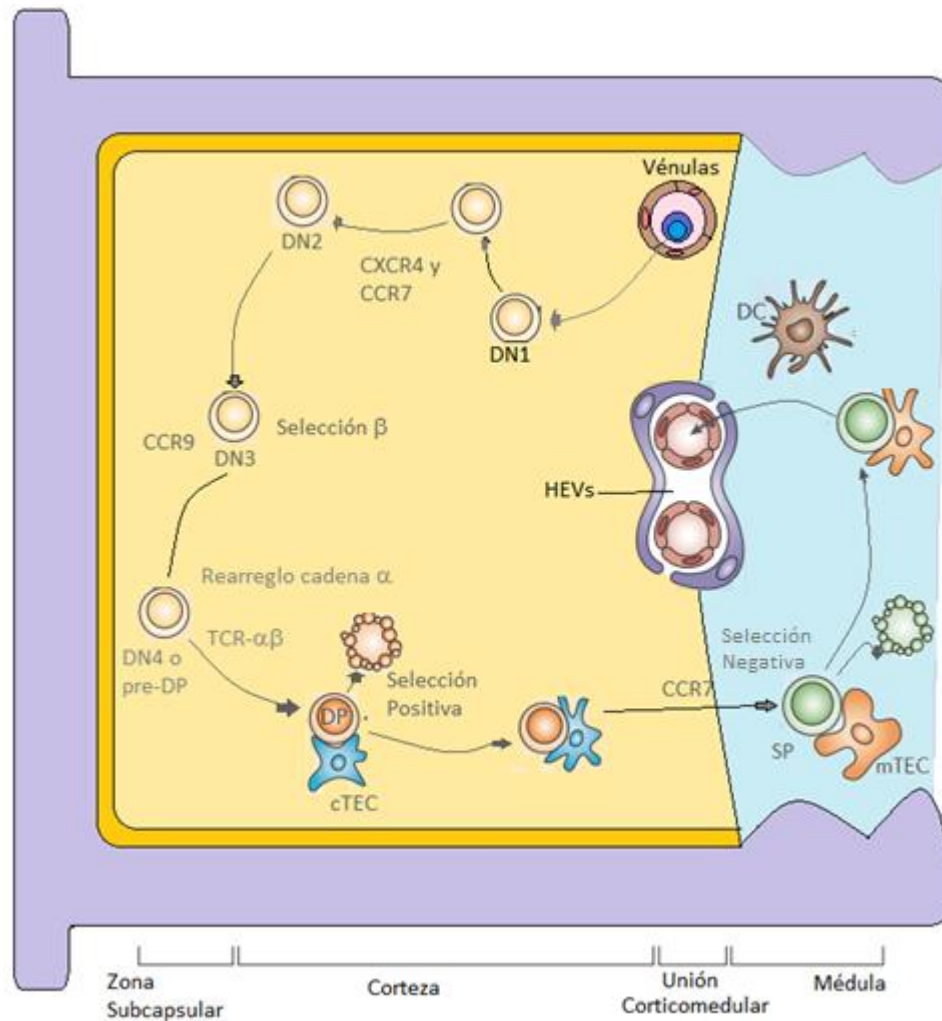 Vénulas
DN2
CXCR4 y
CCR7
DC
DN1
CCR9
DN3
Selección β
HEVs
Rearreglo cadena α
TCR-αβ
DN4 o
pre-DP
Selección
Positiva
DP
cTEC
CCR7
Selección
Negativa
SP
mTEC
Zona
Subcapsular
Corteza
Unión
Corticomedular
Médula